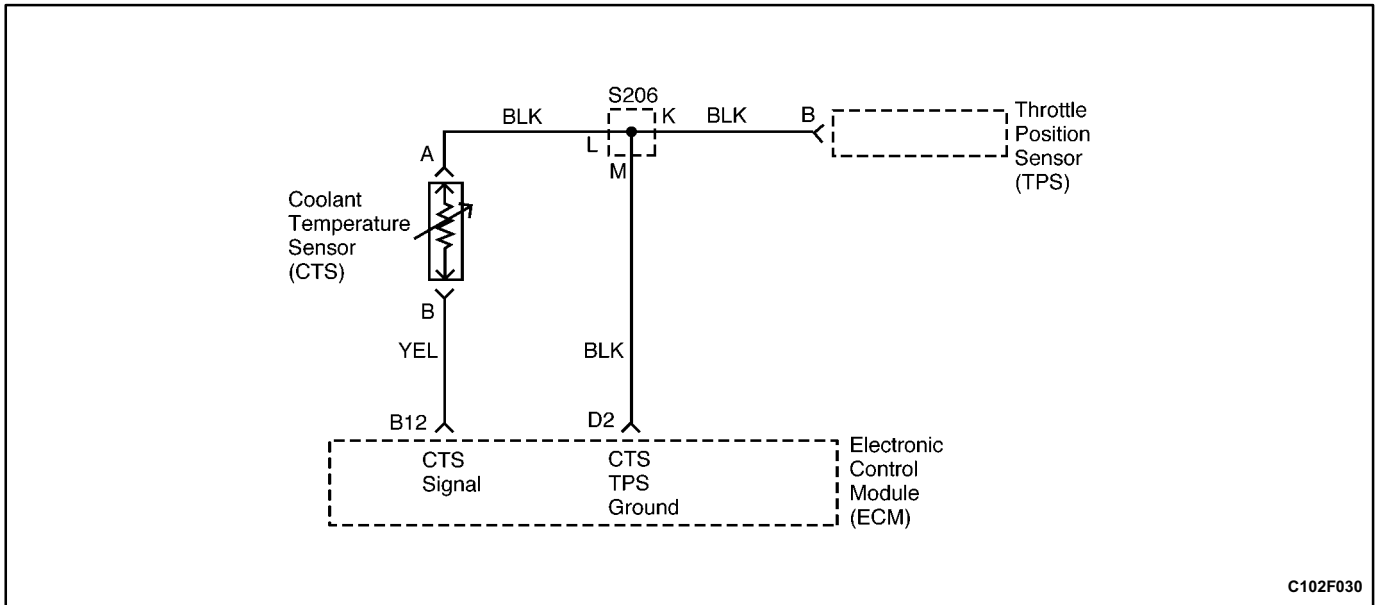 S206
BLK
K
BLK
B
L
M
A
Throttle
Position
Sensor
(TPS)
Coolant
Temperature
Sensor
(CTS)
B
YEL
BLK
B12
D2
CTS
Signal
CTS
TPS
Ground
Electronic
Control
Module
(ECM)
C102F030